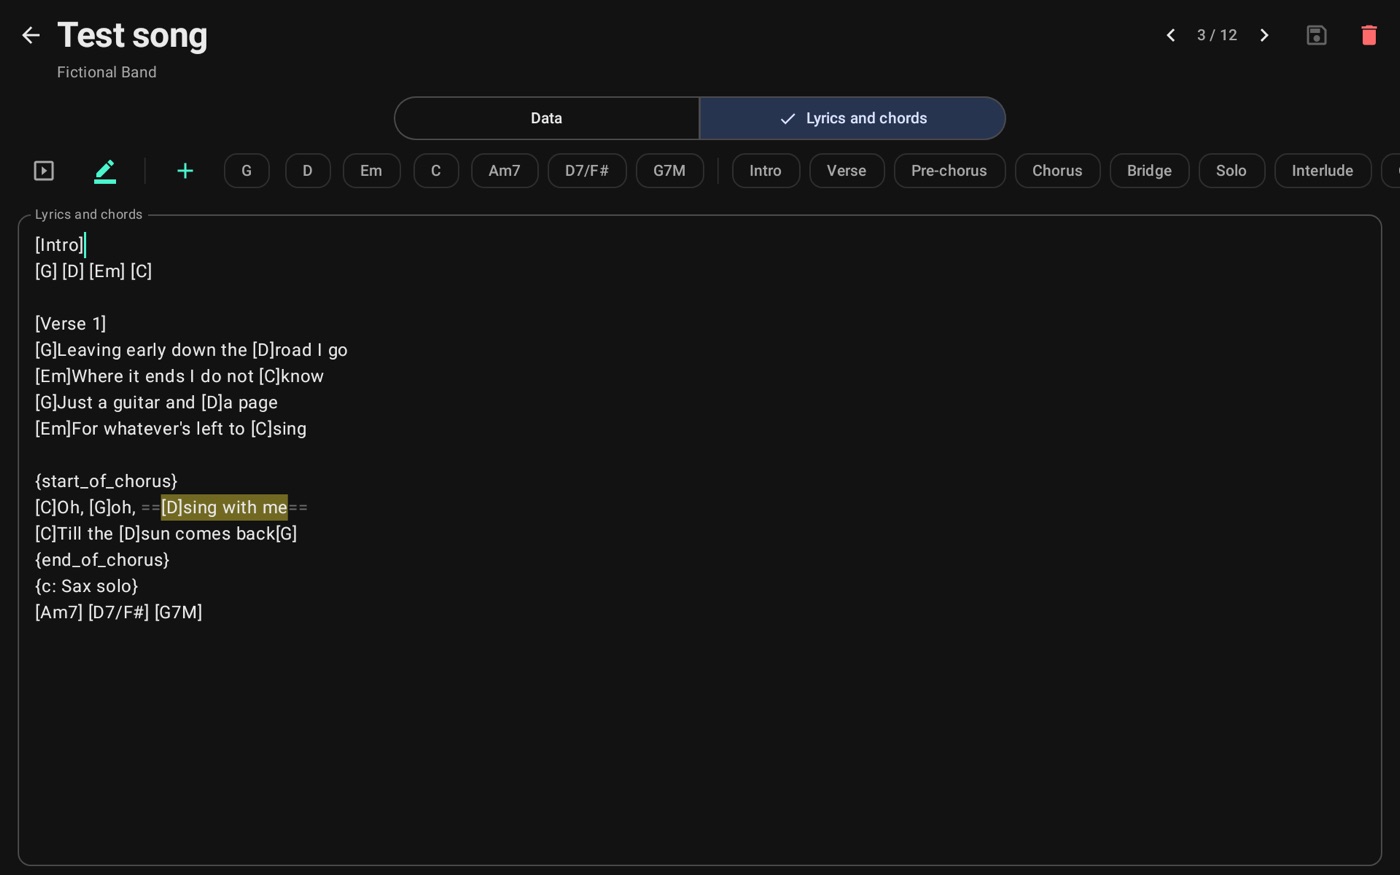 Test song
Fictional Band
3 / 12
Data
Lyrics and chords
G D Em C Am7 D7/F# G7M Intro Verse Pre-chorus Chorus Bridge Solo Interlude
Lyrics and chords
[Intro]
[G] [D] [Em] [C]
[Verse 1]
[G]Leaving early down the [D]road I go
[Em]Where it ends I do not [C]know
[G]Just a guitar and [D]a page
[Em]For whatever's left to [C]sing
{start_of_chorus}
[C]Oh, [G]oh, ==[D]sing with me==
[C]Till the [D]sun comes back[G]
{end_of_chorus}
{c: Sax solo}
[Am7] [D7/F#] [G7M]